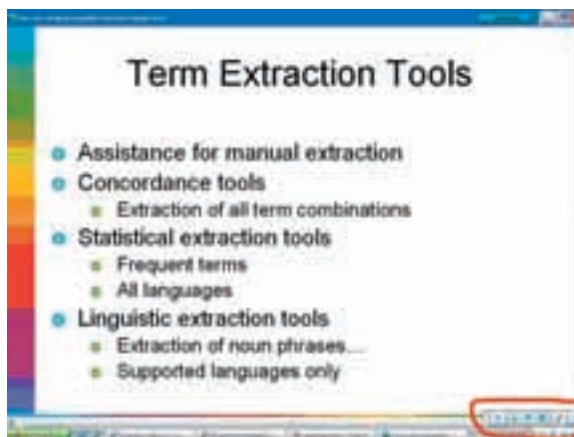 Term Extraction Tools
Assistance for manual extraction
Concordance tools
Extraction of all term combinations
Statistical extraction tools
Frequent terms
All languages
Linguistic extraction tools
Extraction of noun phrases....
Supported languages only